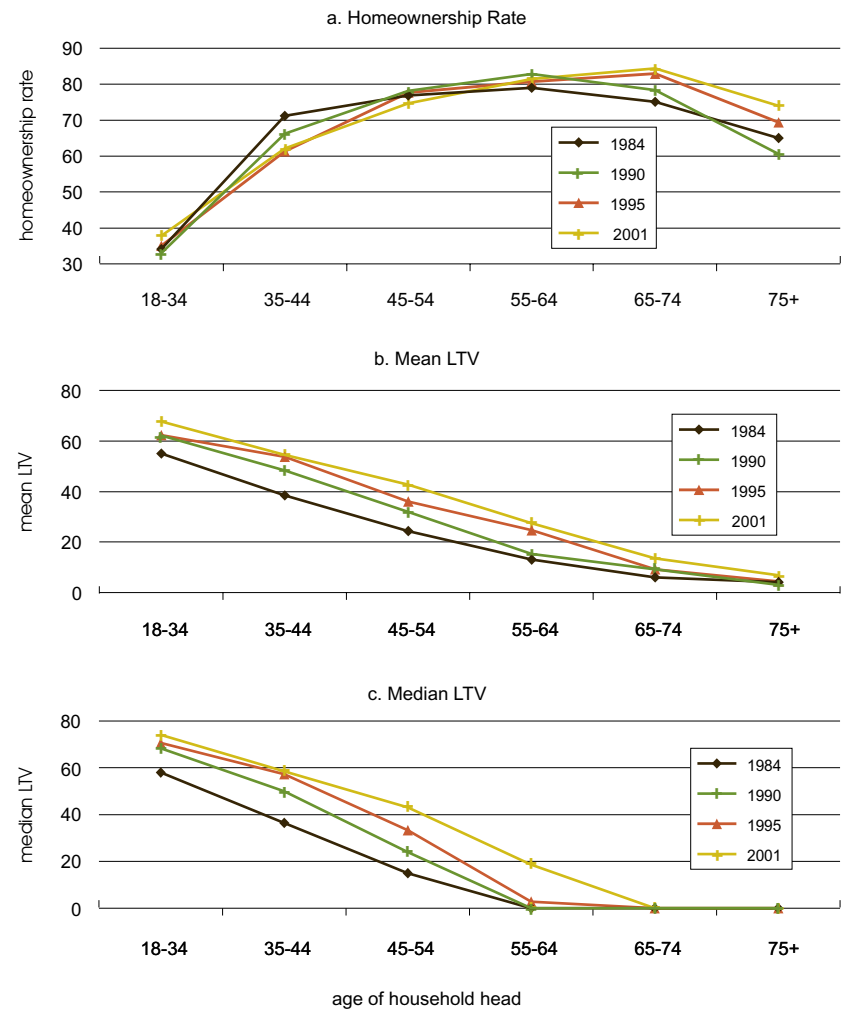 a. Homeownership Rate
homeownership rate
90
80
70
60
50
40
30
1984
1990
1995
2001
18-34 35-44 45-54 55-64 65-74 75+
b. Mean LTV
mean LTV
80
60
40
20
0
1984
1990
1995
2001
18-34 35-44 45-54 55-64 65-74 75+
c. Median LTV
median LTV
80
60
40
20
0
1984
1990
1995
2001
18-34 35-44 45-54 55-64 65-74 75+
age of household head